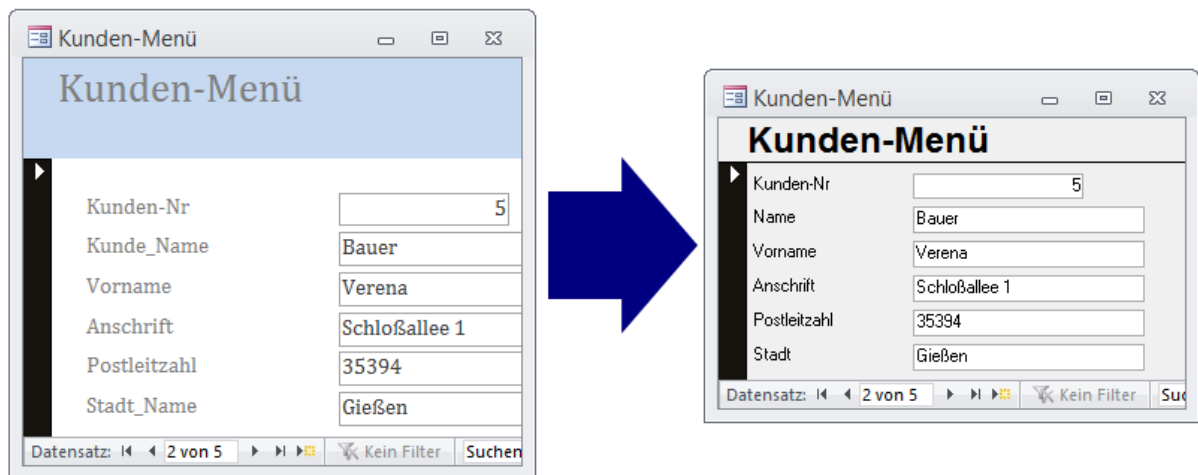 Kunden-Menü
Kunden-Menü
Kunden-Nr 5
Kunde_Name Bauer
Vorname Verena
Anschrift Schloßallee 1
Postleitzahl 35394
Stadt_Name Gießen
Datensatz: 2 von 5 Kein Filter Suchen
Kunden-Menü
Kunden-Menü
Kunden-Nr 5
Name Bauer
Vorname Verena
Anschrift Schloßallee 1
Postleitzahl 35394
Stadt Gießen
Datensatz: 2 von 5 Kein Filter Suc